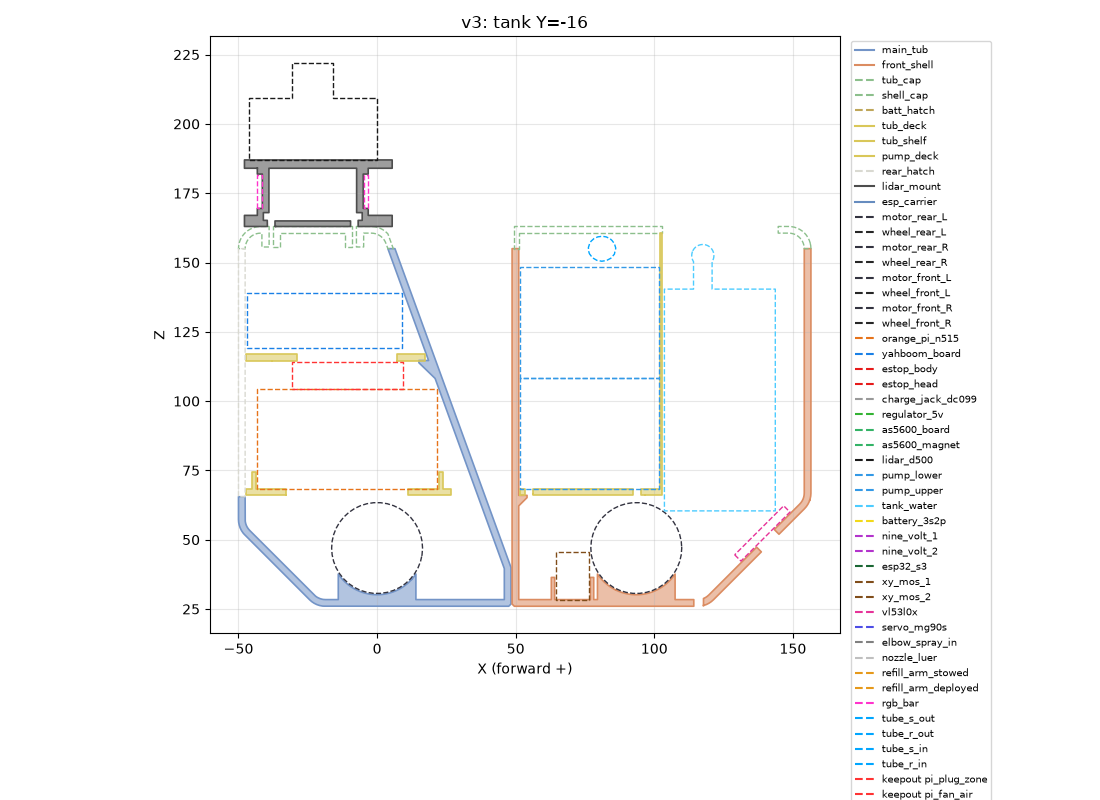 v3: tank Y=-16
225
200
175
150
125
100
75
50
25
Z
−50
0
50
100
150
X (forward +)
main_tub
front_shell
tub_cap
shell_cap
batt_hatch
tub_deck
tub_shelf
pump_deck
rear_hatch
lidar_mount
esp_carrier
motor_rear_L
wheel_rear_L
motor_rear_R
wheel_rear_R
motor_front_L
wheel_front_L
motor_front_R
wheel_front_R
orange_pi_n515
yahboom_board
estop_body
estop_head
charge_jack_dc099
regulator_5v
as5600_board
as5600_magnet
lidar_d500
pump_lower
pump_upper
tank_water
battery_3s2p
nine_volt_1
nine_volt_2
esp32_s3
xy_mos_1
xy_mos_2
vl53l0x
servo_mg90s
elbow_spray_in
nozzle_luer
refill_arm_stowed
refill_arm_deployed
rgb_bar
tube_s_out
tube_r_out
tube_s_in
tube_r_in
keepout pi_plug_zone
keepout pi_fan_air